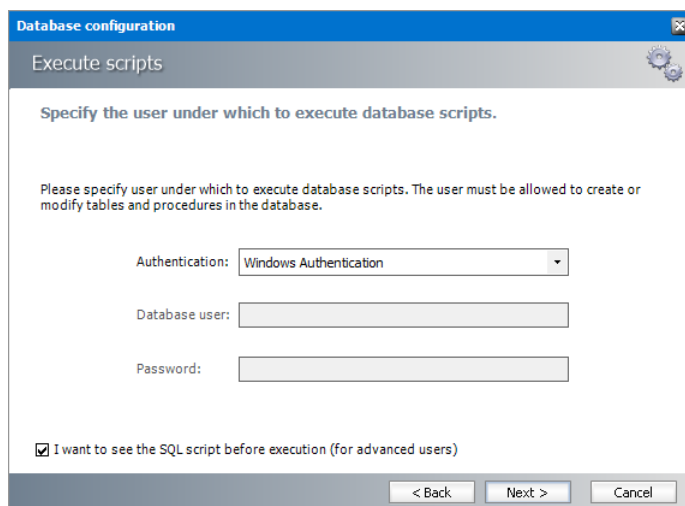 Database configuration
Execute scripts
Specify the user under which to execute database scripts.
Please specify user under which to execute database scripts. The user must be allowed to create or
modify tables and procedures in the database.
Authentication: Windows Authentication
Database user:
Password:
I want to see the SQL script before execution (for advanced users)
< Back Next > Cancel